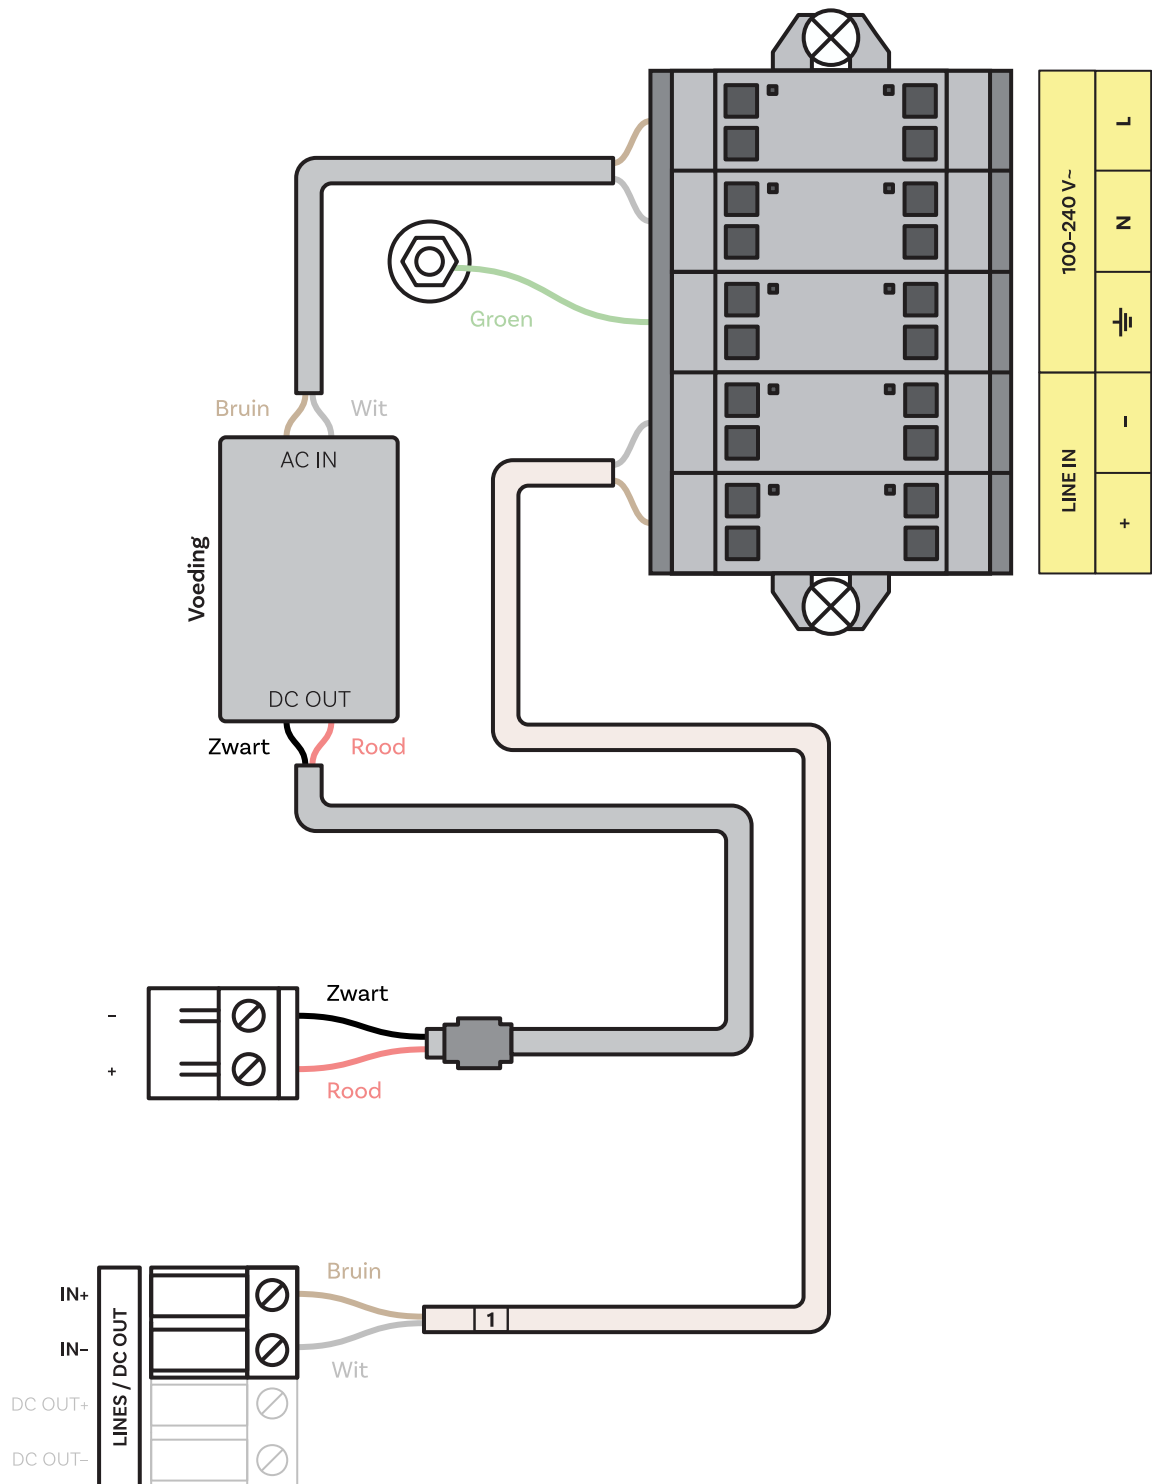 L
100-240 V~
N
Groen
Bruin
Wit
AC IN
-
LINE IN
+
Voeding
DC OUT
Zwart
Rood
Zwart
-
+
Rood
Bruin
IN+
1
IN-
LINES / DC OUT
Wit
DC OUT+
DC OUT-